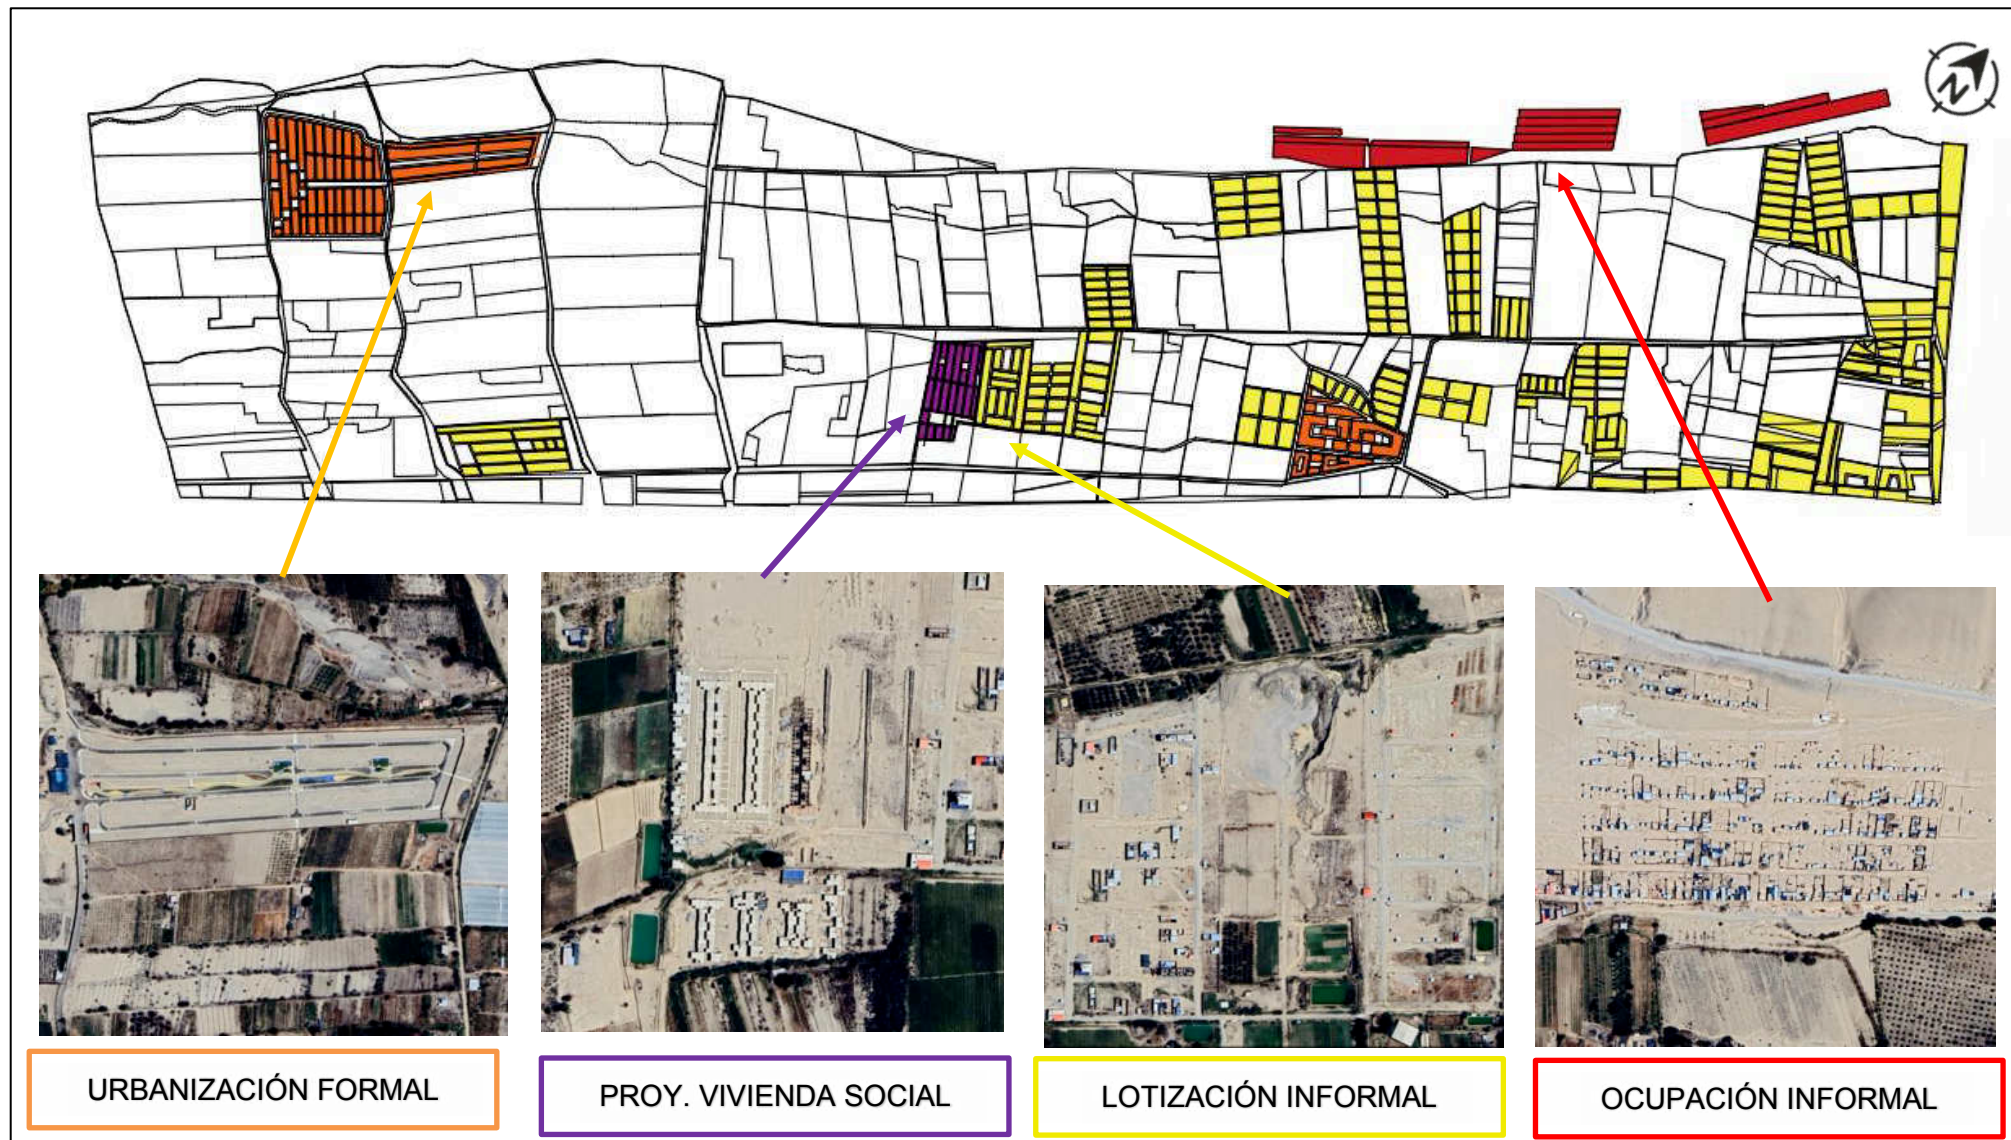 N
URBANIZACIÓN FORMAL
PROY. VIVIENDA SOCIAL
LOTIZACIÓN INFORMAL
OCUPACIÓN INFORMAL